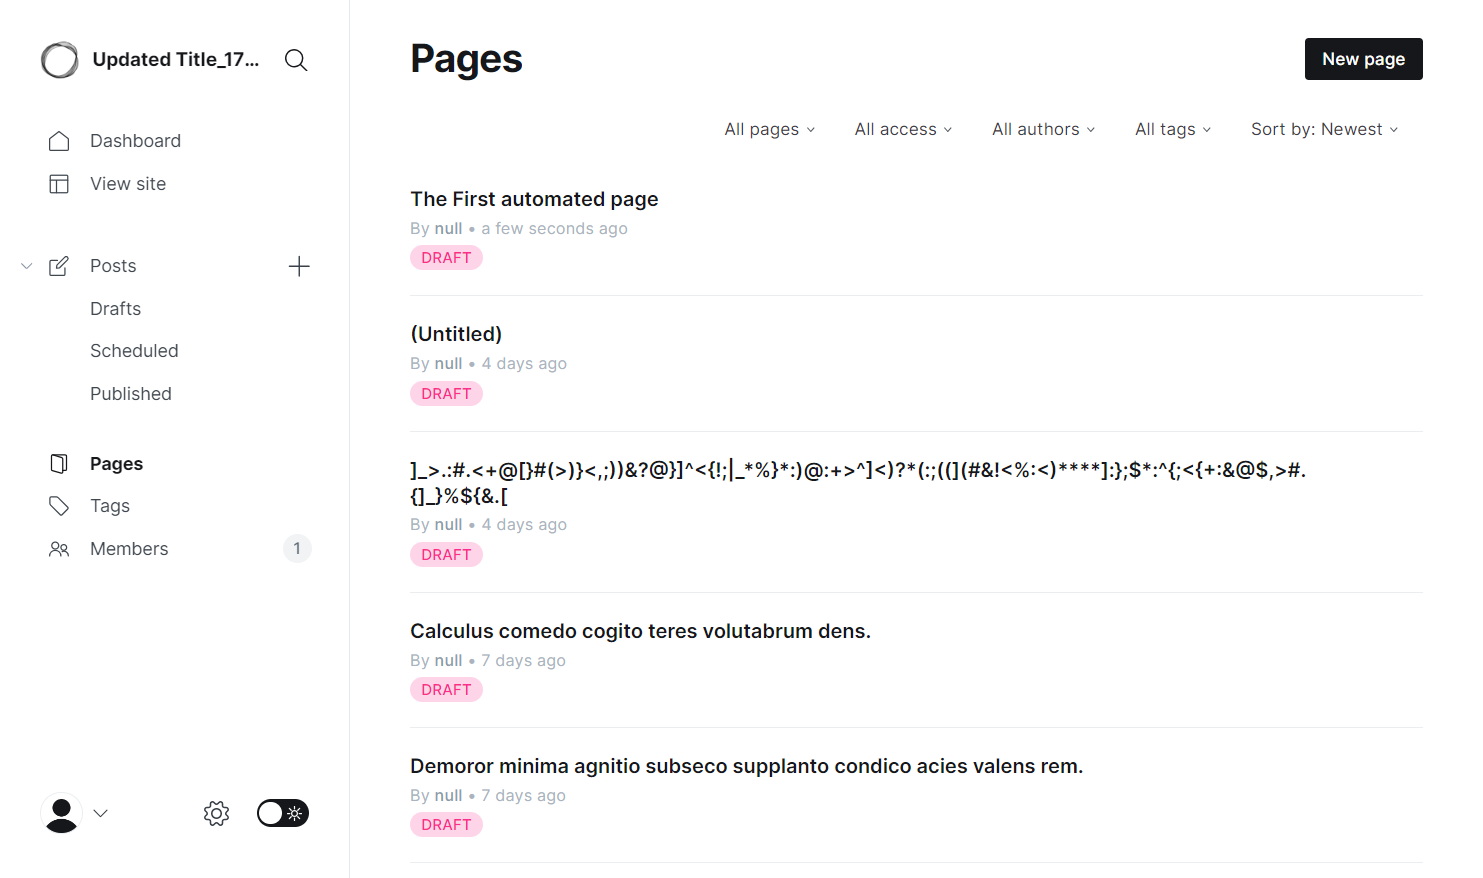 Updated Title_17...
Dashboard
View site
Posts
Drafts
Scheduled
Published
Pages
Tags
Members
1
Pages
New page
All pages
All access
All authors
All tags
Sort by: Newest
The First automated page
By null • a few seconds ago
DRAFT
(Untitled)
By null • 4 days ago
DRAFT
]_>.:#.<+@[}#(>)}<,;))&?@}]^<{!;|_*%}*:)@:+>^]<)?*(:;((](#&!<%:<)****]:};$*:^{;<{+:&@$,>#.
{]_}%${&.[
By null • 4 days ago
DRAFT
Calculus comedo cogito teres volutabrum dens.
By null • 7 days ago
DRAFT
Demoror minima agnitio subseco supplanto condico acies valens rem.
By null • 7 days ago
DRAFT